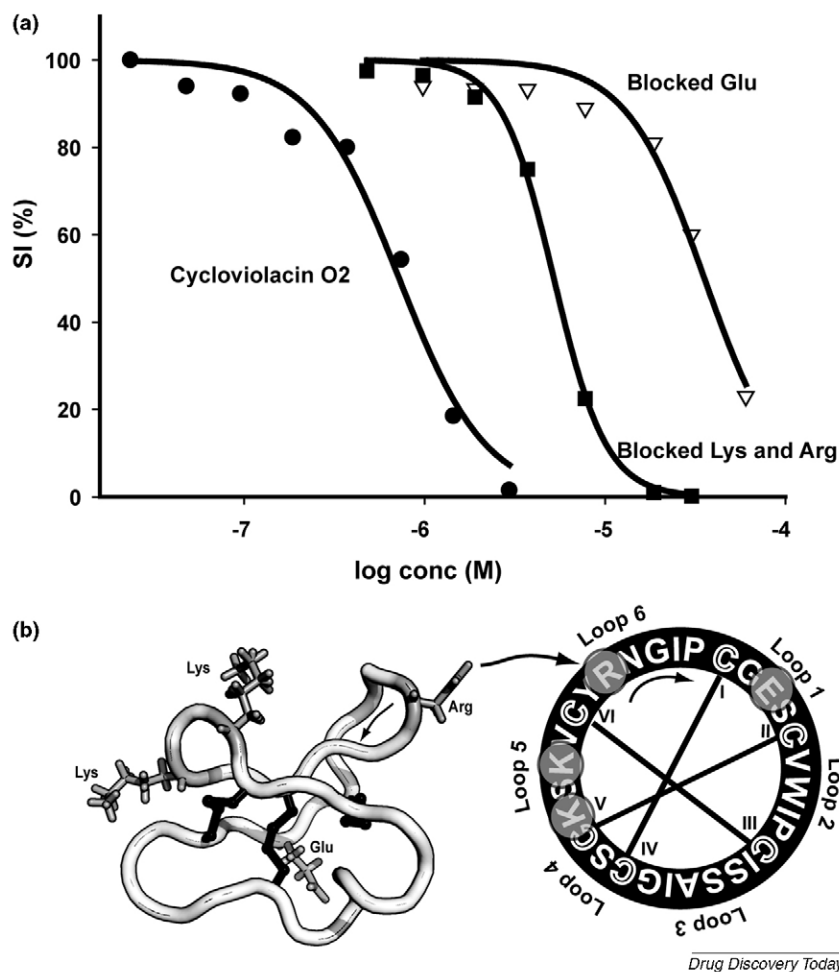 (a)
100
80
60
40
20
0
SI (%)
Blocked Glu
Cycloviolacin O2
Blocked Lys and Arg
-7
-6
-5
-4
log conc (M)
(b)
Lys
Lys
Arg
Glu
Loop 6
Loop 1
Loop 2
Loop 3
Loop 4
Loop 5
CGESCVWIPCISSAIGCSCKSKVCYRNGIP
I
II
III
IV
V
VI
Drug Discovery Today